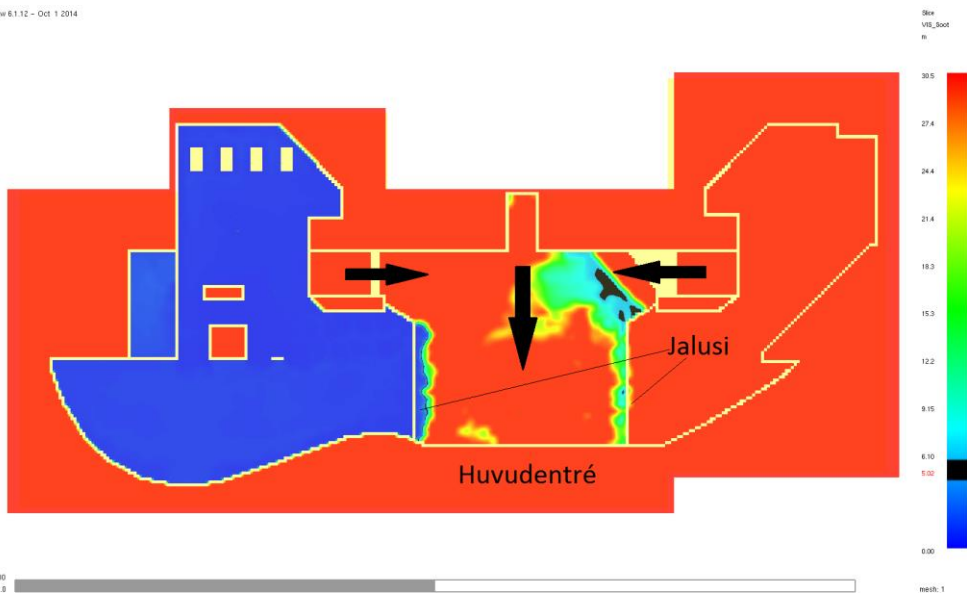 w 6.1.12 - Oct 1 2014
Slice
VIS_Soot
m
30.5
27.4
24.4
21.4
18.3
15.3
12.2
9.15
6.10
5.02
0.00
Jalusi
Huvudentré
mesh: 1